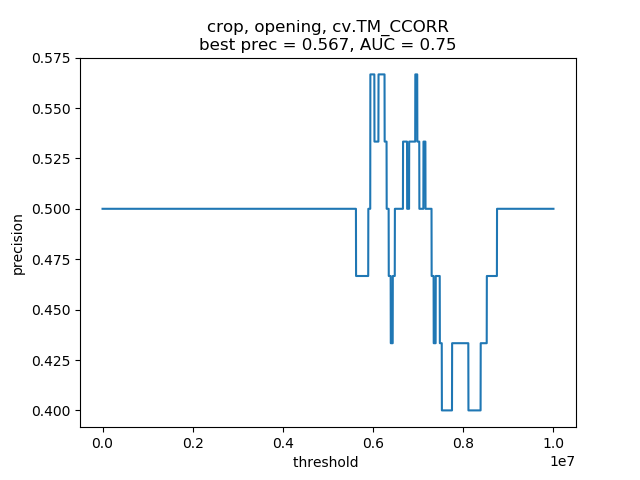 crop, opening, cv.TM_CCORR
best prec = 0.567, AUC = 0.75
0.575
0.550
0.525
0.500
0.475
0.450
0.425
0.400
precision
0.0 0.2 0.4 0.6 0.8 1.0
1e7
threshold